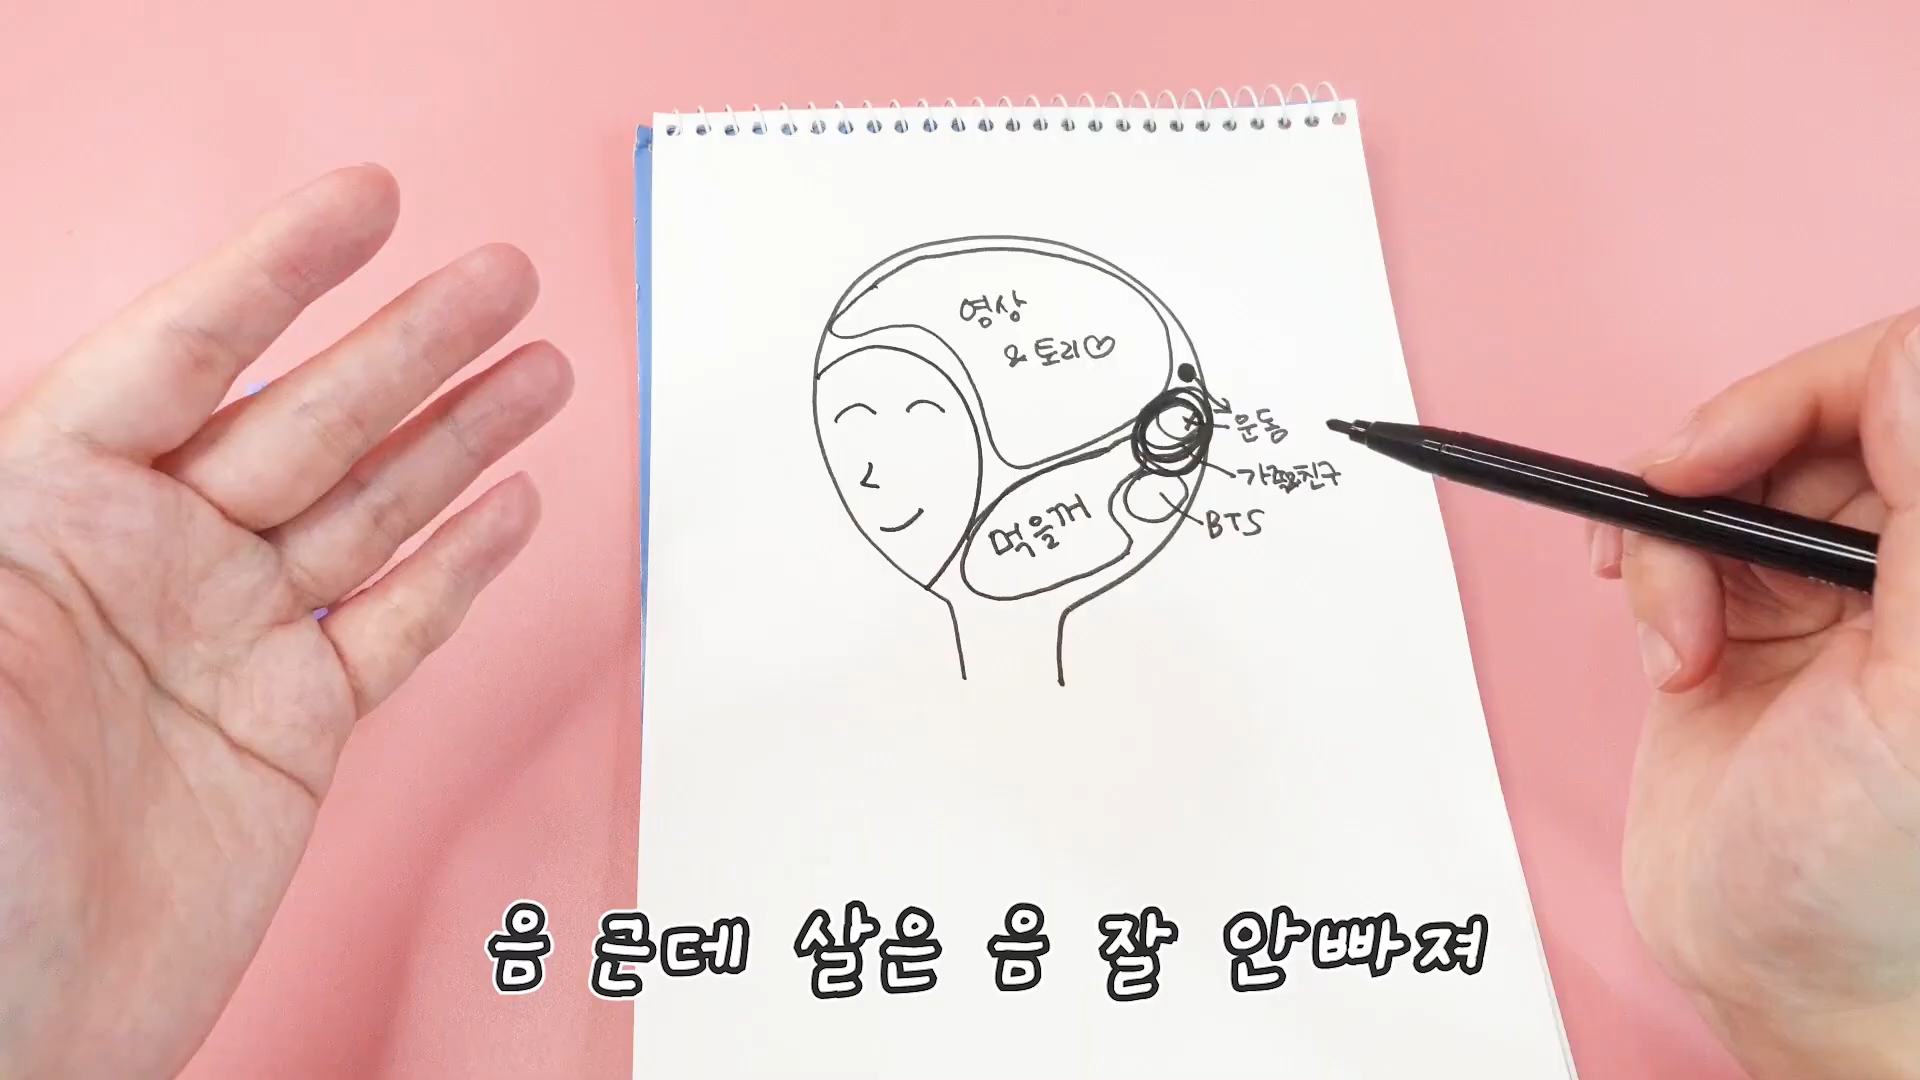 영상
& 토리♡
운동
가족&친구
먹을꺼
BTS
음 근데 살은 음 잘 안빠져